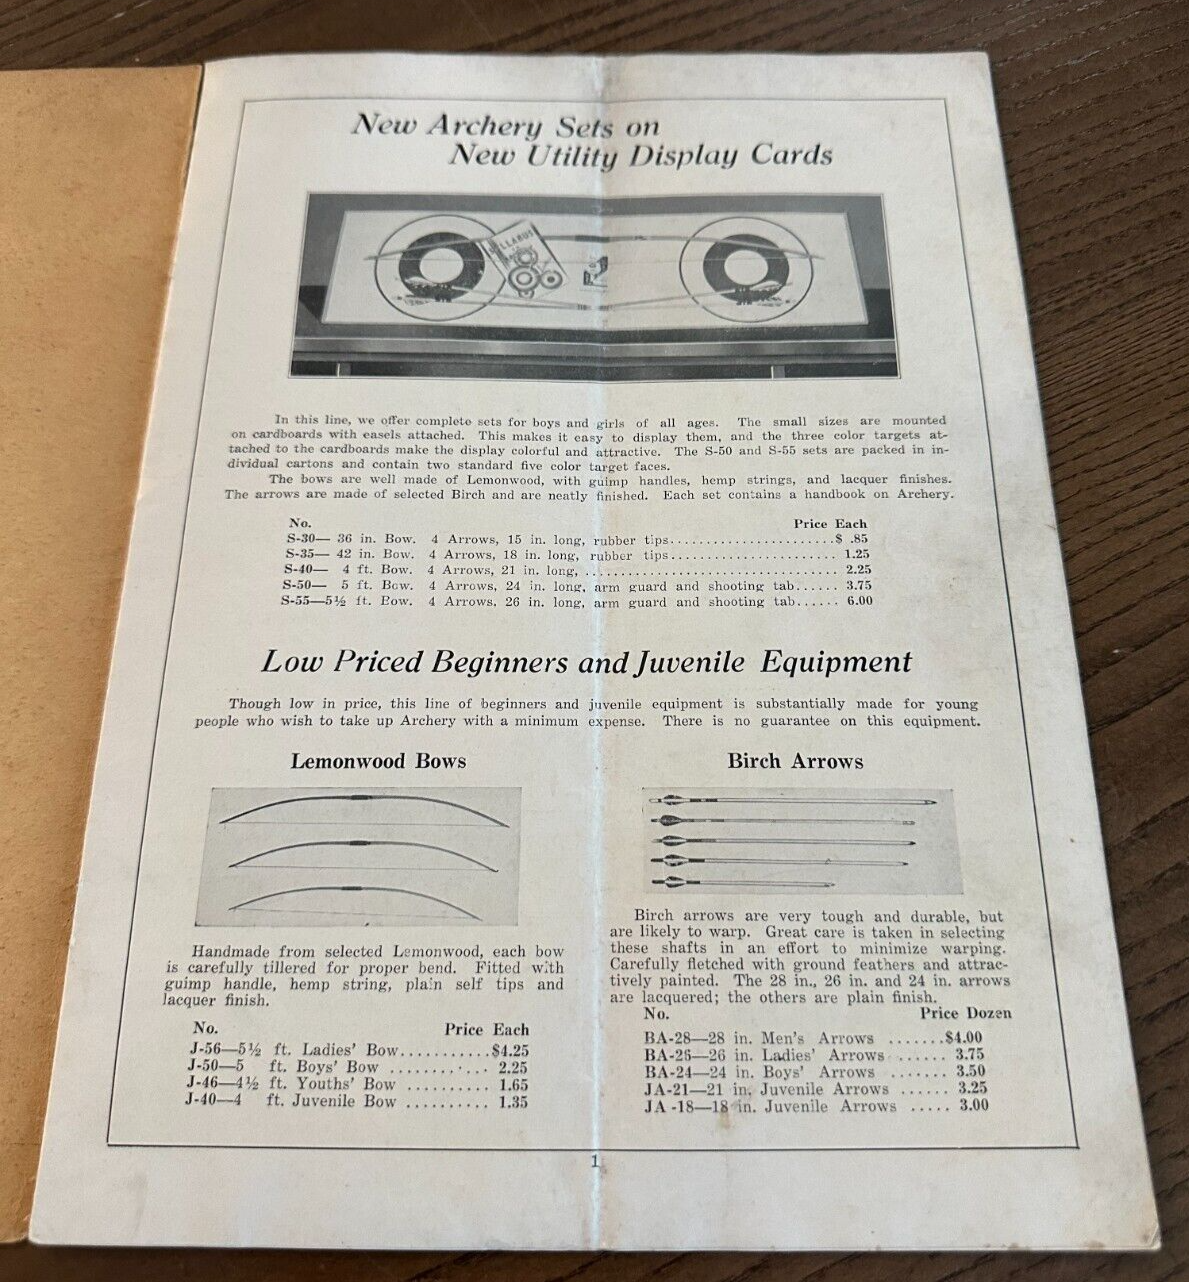 New Archery Sets on
New Utility Display Cards
In this line, we offer complete sets for boys and girls of all ages. The small sizes are mounted
on cardboards with easels attached. This makes it easy to display them, and the three color targets at-
tached to the cardboards make the display colorful and attractive. The S-50 and S-55 sets are packed in in-
dividual cartons and contain two standard five color target faces.
The bows are well made of Lemonwood, with guimp handles, hemp strings, and lacquer finishes.
The arrows are made of selected Birch and are neatly finished. Each set contains a handbook on Archery.
No. Price Each
S-30— 36 in. Bow. 4 Arrows, 15 in. long, rubber tips........................$ .85
S-35— 42 in. Bow. 4 Arrows, 18 in. long, rubber tips........................ 1.25
S-40— 4 ft. Bow. 4 Arrows, 21 in. long, ..................................... 2.25
S-50— 5 ft. Bow. 4 Arrows, 24 in. long, arm guard and shooting tab...... 3.75
S-55—5½ ft. Bow. 4 Arrows, 26 in. long, arm guard and shooting tab...... 6.00
Low Priced Beginners and Juvenile Equipment
Though low in price, this line of beginners and juvenile equipment is substantially made for young
people who wish to take up Archery with a minimum expense. There is no guarantee on this equipment.
Lemonwood Bows
Handmade from selected Lemonwood, each bow
is carefully tillered for proper bend. Fitted with
guimp handle, hemp string, plain self tips and
lacquer finish.
No. Price Each
J-56—5½ ft. Ladies' Bow...........$4.25
J-50—5 ft. Boys' Bow ............ 2.25
J-46—4½ ft. Youths' Bow .......... 1.65
J-40—4 ft. Juvenile Bow .......... 1.35
Birch Arrows
Birch arrows are very tough and durable, but
are likely to warp. Great care is taken in selecting
these shafts in an effort to minimize warping.
Carefully fletched with ground feathers and attrac-
tively painted. The 28 in., 26 in. and 24 in. arrows
are lacquered; the others are plain finish.
No. Price Dozen
BA-28—28 in. Men's Arrows .......$4.00
BA-26—26 in. Ladies' Arrows ...... 3.75
BA-24—24 in. Boys' Arrows ....... 3.50
JA-21—21 in. Juvenile Arrows ...... 3.25
JA -18—18 in. Juvenile Arrows ..... 3.00
1